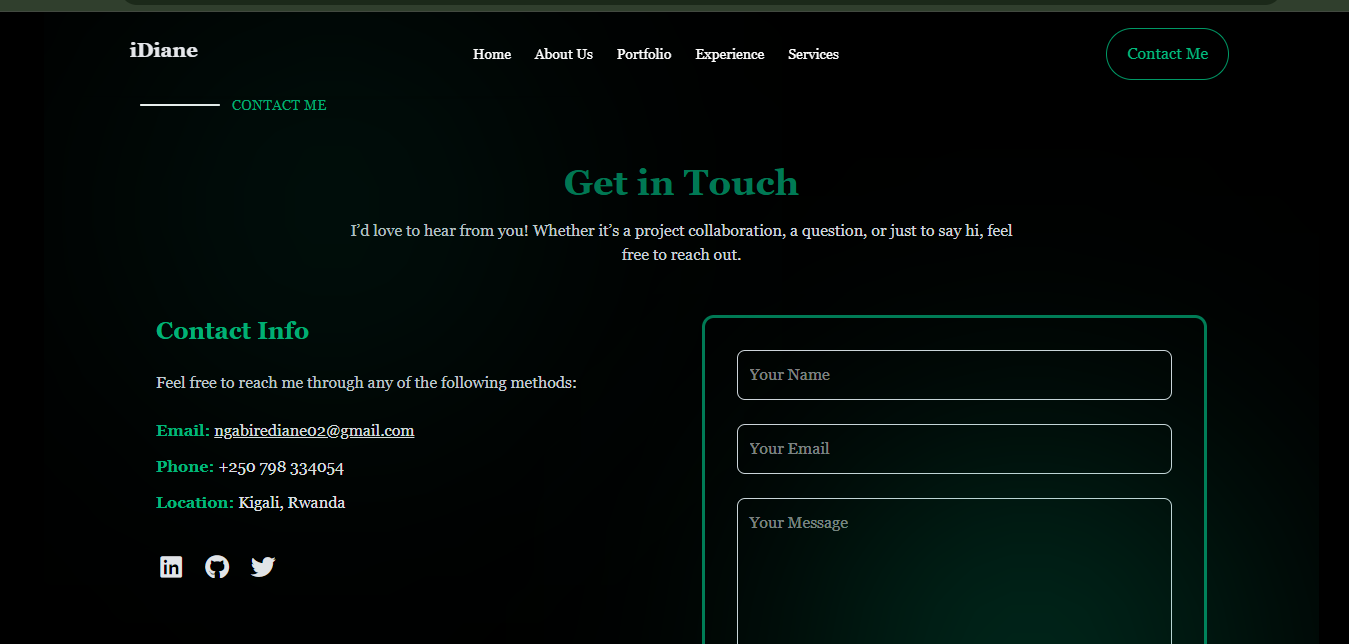 iDiane
Home About Us Portfolio Experience Services
Contact Me
CONTACT ME
Get in Touch
I’d love to hear from you! Whether it’s a project collaboration, a question, or just to say hi, feel
free to reach out.
Contact Info
Feel free to reach me through any of the following methods:
Email: ngabirediane02@gmail.com
Phone: +250 798 334054
Location: Kigali, Rwanda
in
Your Name
Your Email
Your Message